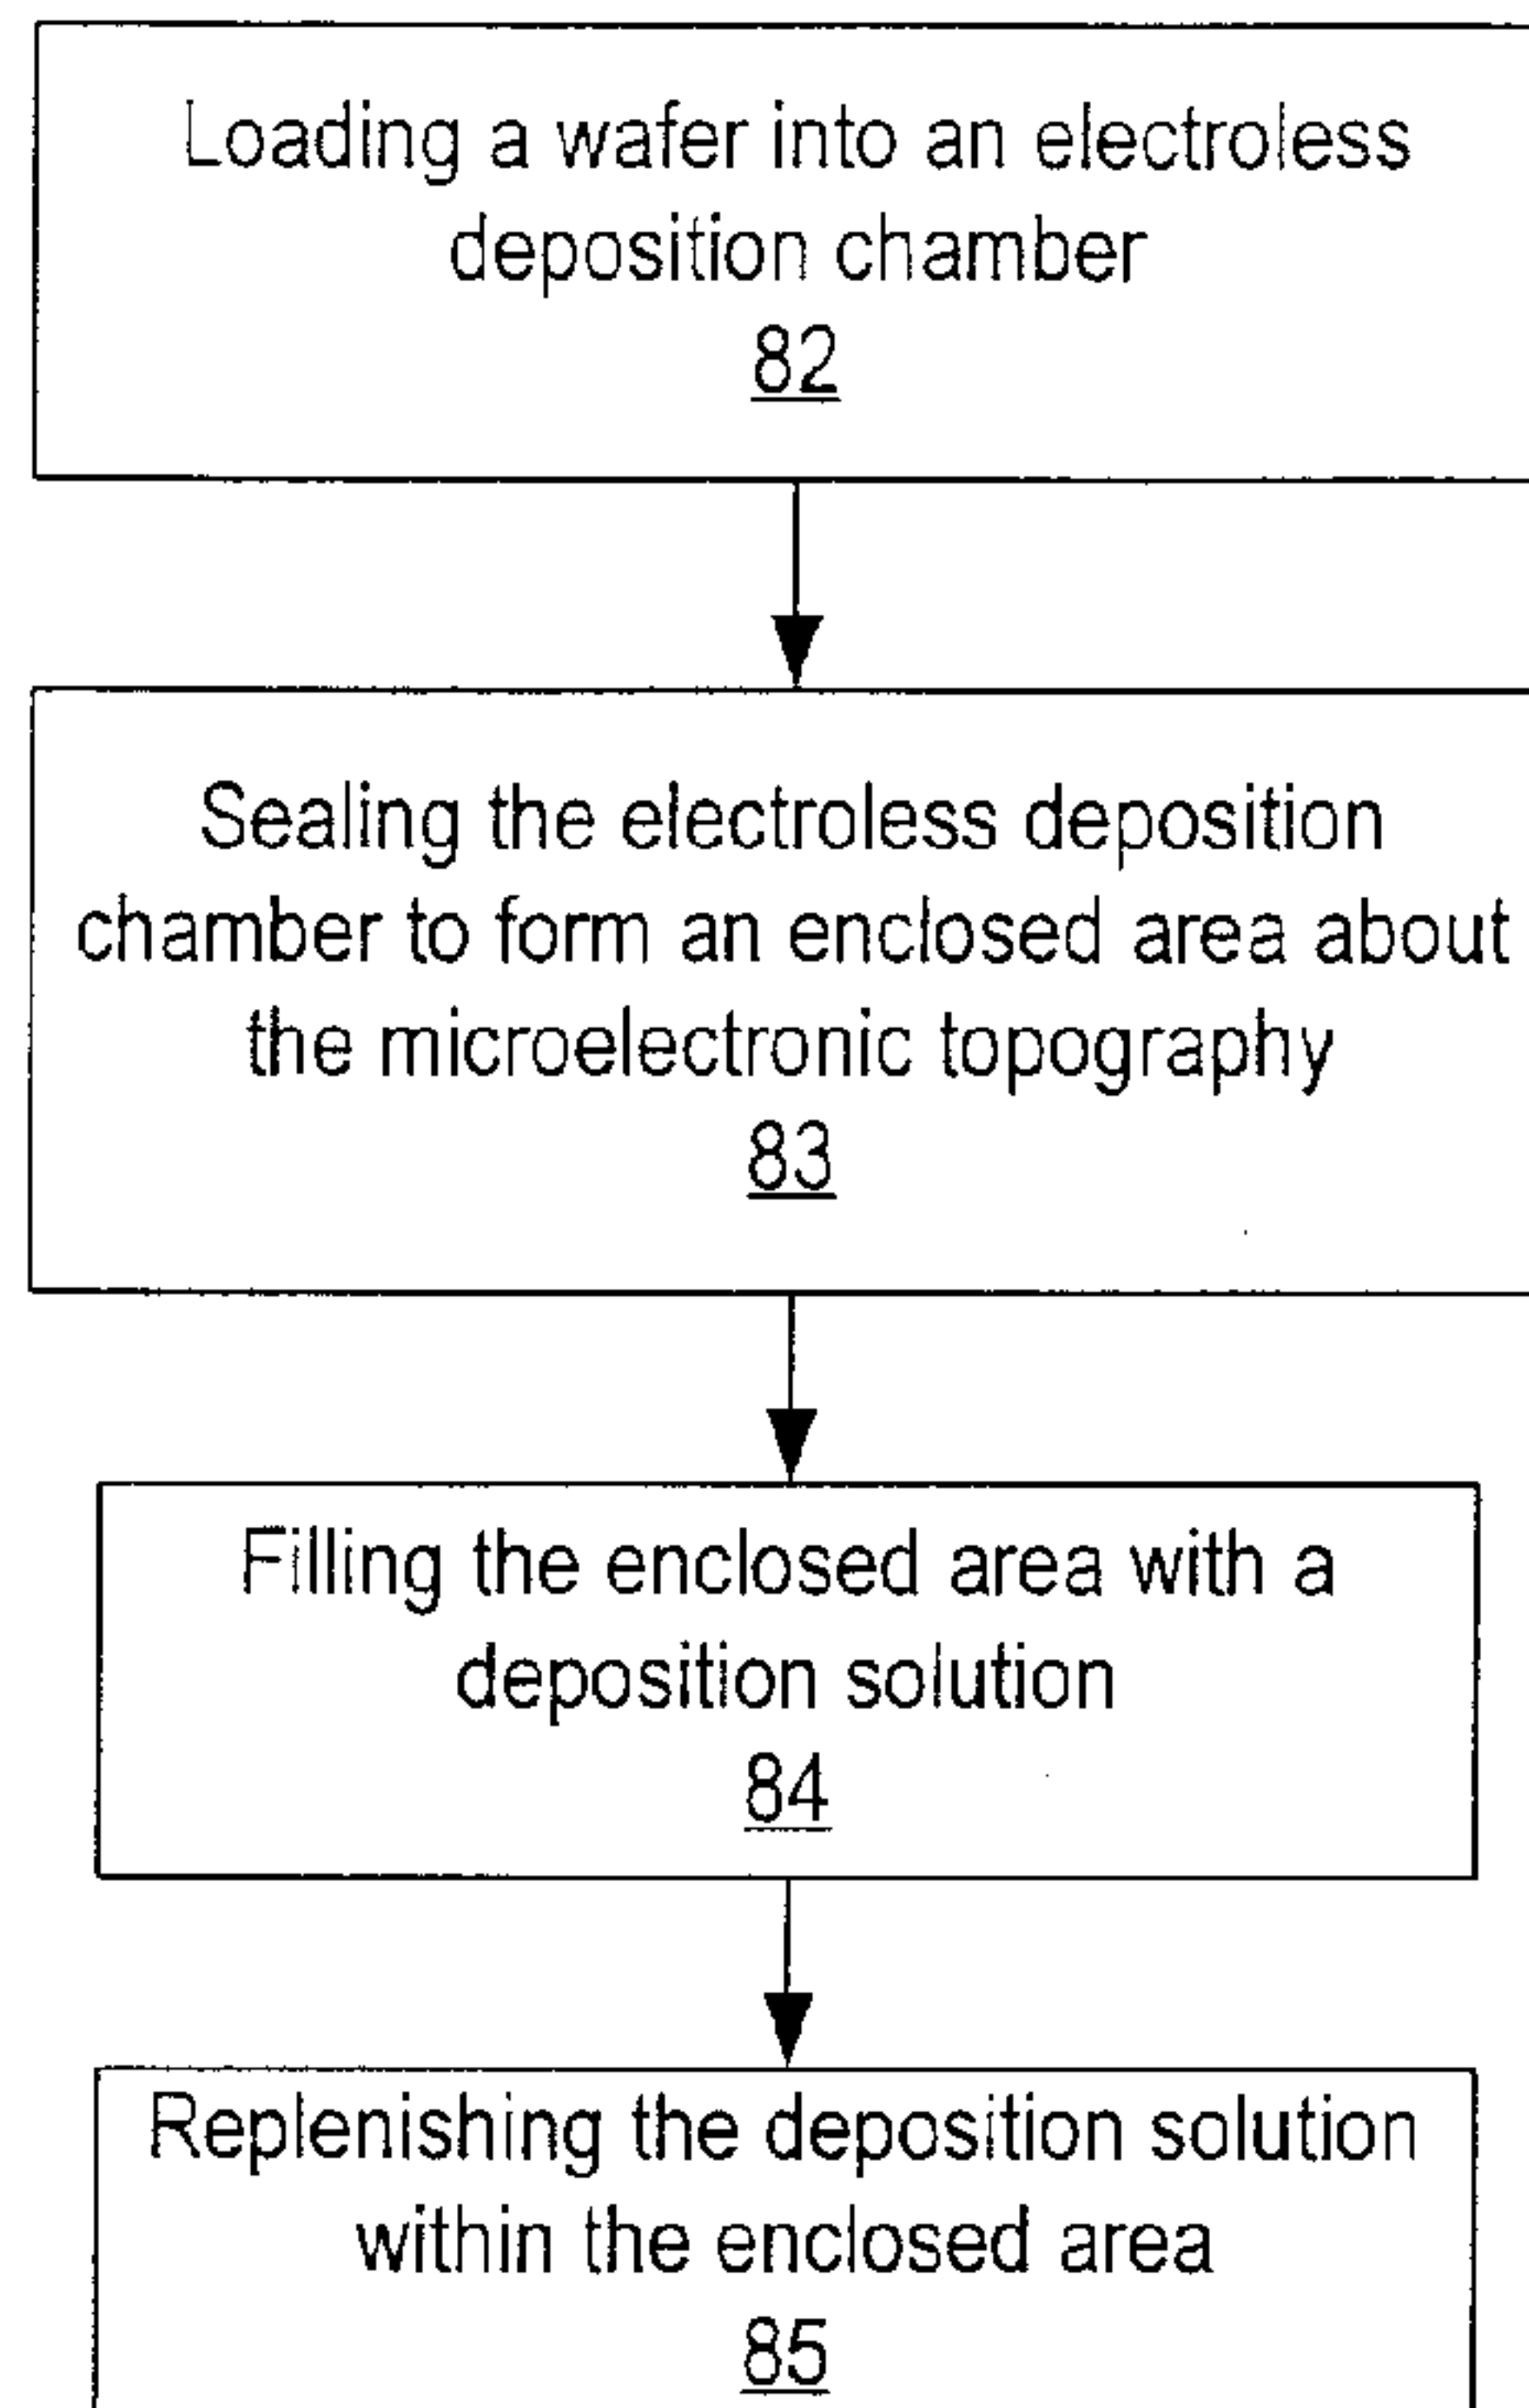 Loading a wafer into an electroless
deposition chamber
82
Sealing the electroless deposition
chamber to form an enclosed area about
the microelectronic topography
83
Filling the enclosed area with a
deposition solution
84
Replenishing the deposition solution
within the enclosed area
85